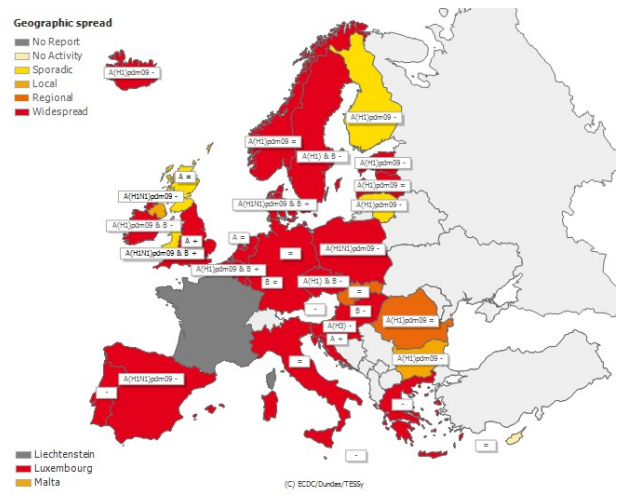 Geographic spread
No Report
No Activity
Sporadic
Local
Regional
Widespread
A(H1)pdm09 -
A(H1)pdm09 -
A(H1)pdm09 =
A(H1) & B -
A(H1)pdm09 -
A =
A(H1)pdm09 =
A(H1N1)pdm09 -
A(H1N1)pdm09 & B +
A(H1)pdm09 -
A(H1)pdm09 & B -
A +
A =
A(H1N1)pdm09 & B +
=
A(H1N1)pdm09 -
A(H1)pdm09 & B +
B =
A(H1) & B -
=
-
B -
A(H3) -
A(H1)pdm09 =
A +
A(H1)pdm09 -
=
A(H1N1)pdm09 -
-
-
=
-
Liechtenstein
Luxembourg
Malta
(C) ECDC/Dundas/TESSy